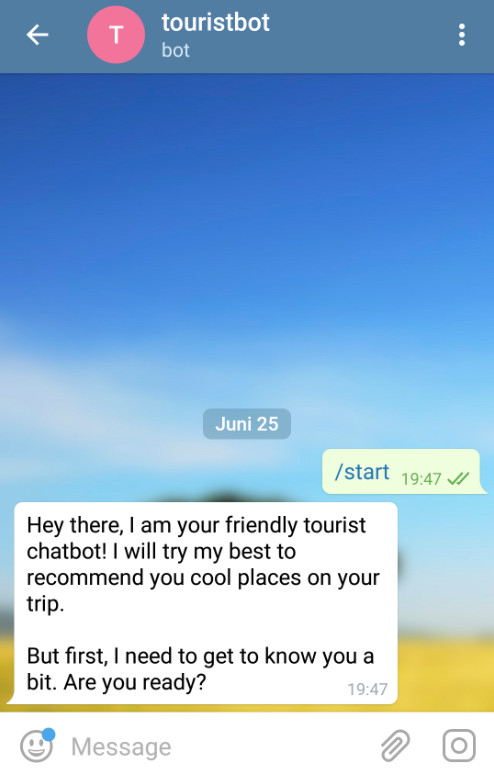 T
touristbot
bot
Juni 25
/start 19:47
Hey there, I am your friendly tourist
chatbot! I will try my best to
recommend you cool places on your
trip.
But first, I need to get to know you a
bit. Are you ready?
19:47
Message